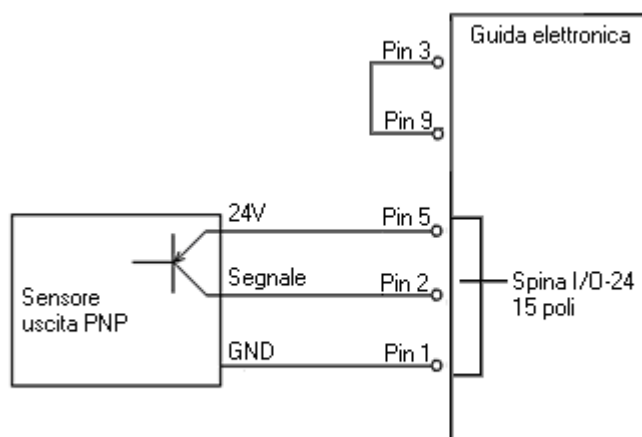 Guida elettronica
Pin 3
Pin 9
24V
Pin 5
Segnale
Pin 2
Sensore
uscita PNP
Spina I/O-24
15 poli
GND
Pin 1